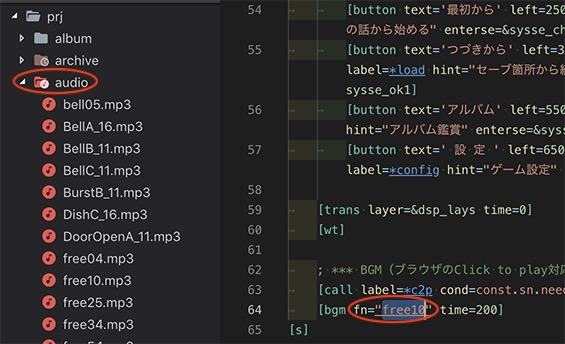 prj
album
archive
audio
bell05.mp3
BellA_16.mp3
BellB_11.mp3
BellC_11.mp3
BurstB_11.mp3
DishC_16.mp3
DoorOpenA_11.mp3
free04.mp3
free10.mp3
free25.mp3
free34.mp3
54 [button text='最初から' left=250
の話から始める" enterse=&sysse_ch
55 [button text='つづきから' left=3
label=*load hint="セーブ箇所から
sysse_ok1]
56 [button text='アルバム' left=550
hint="アルバム鑑賞" enterse=&syss
57 [button text=' 設 定 ' left=650
label=*config hint="ゲーム設定"
58
59 [trans layer=&dsp_lays time=0]
60 [wt]
61
62 ; *** BGM（ブラウザのClick to play対応
63 [call label=*c2p cond=const.sn.need
64 [bgm fn="free10" time=200]
65 [s]